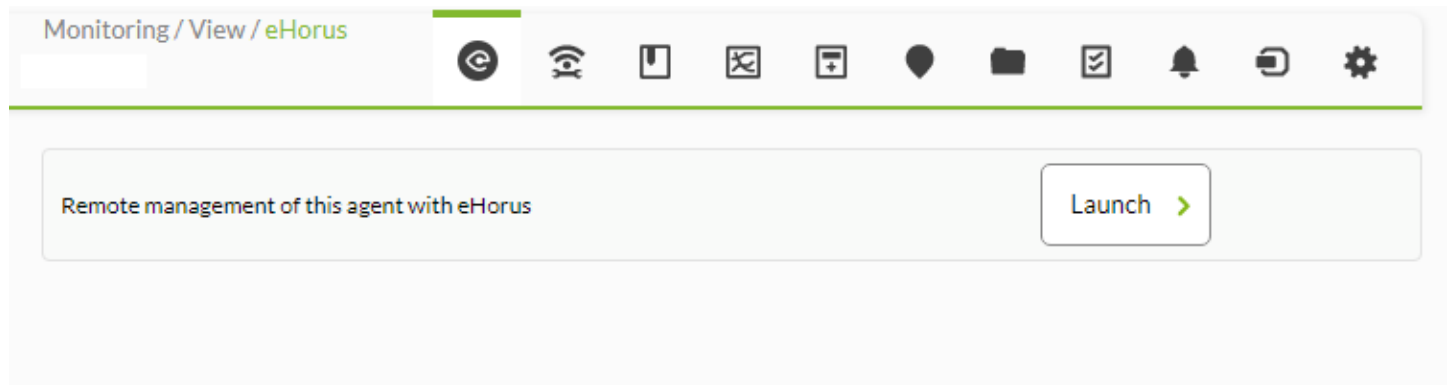 Monitoring / View / eHorus
Remote management of this agent with eHorus
Launch